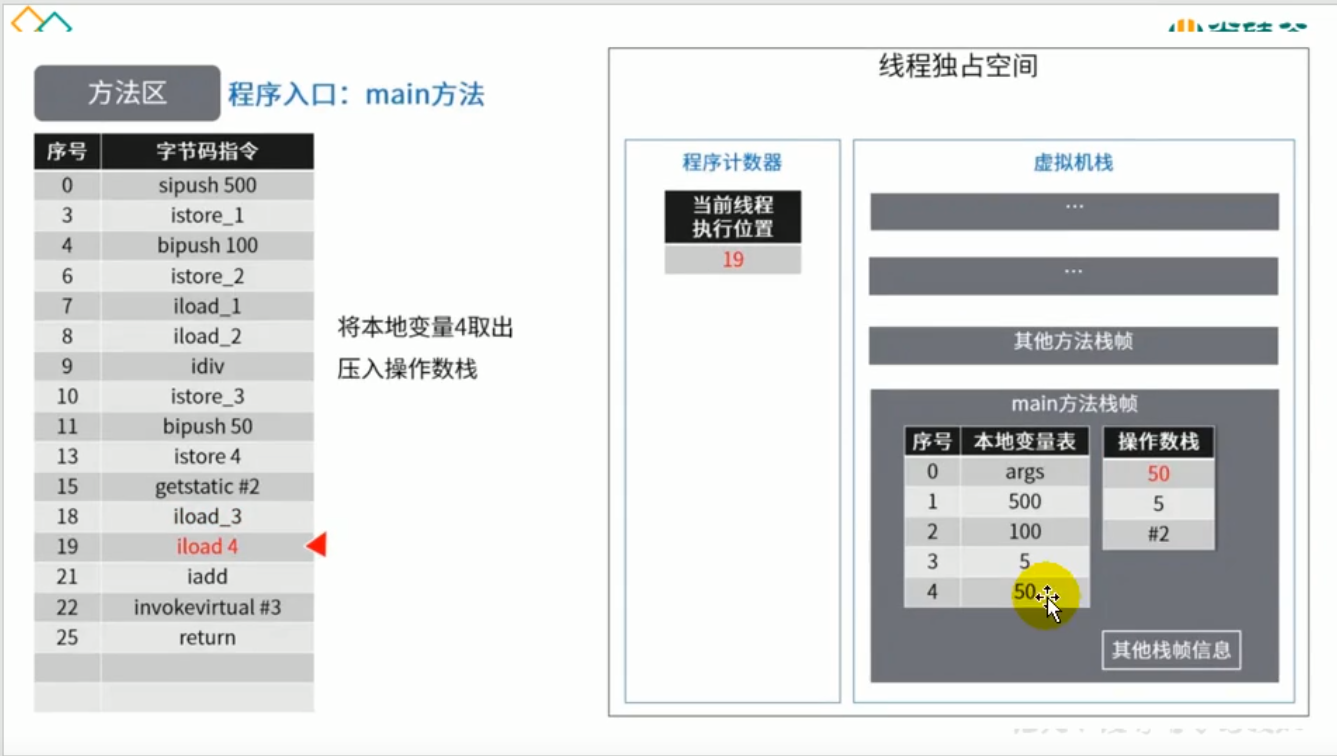 方法区
程序入口：main方法
序号 字节码指令
0 sipush 500
3 istore_1
4 bipush 100
6 istore_2
7 iload_1
8 iload_2
9 idiv
10 istore_3
11 bipush 50
13 istore 4
15 getstatic #2
18 iload_3
19 iload 4
21 iadd
22 invokevirtual #3
25 return
将本地变量4取出
压入操作数栈
线程独占空间
程序计数器
当前线程
执行位置
19
虚拟机栈
...
...
其他方法栈帧
main方法栈帧
序号 本地变量表
0 args
1 500
2 100
3 5
4 50
操作数栈
50
5
#2
其他栈帧信息